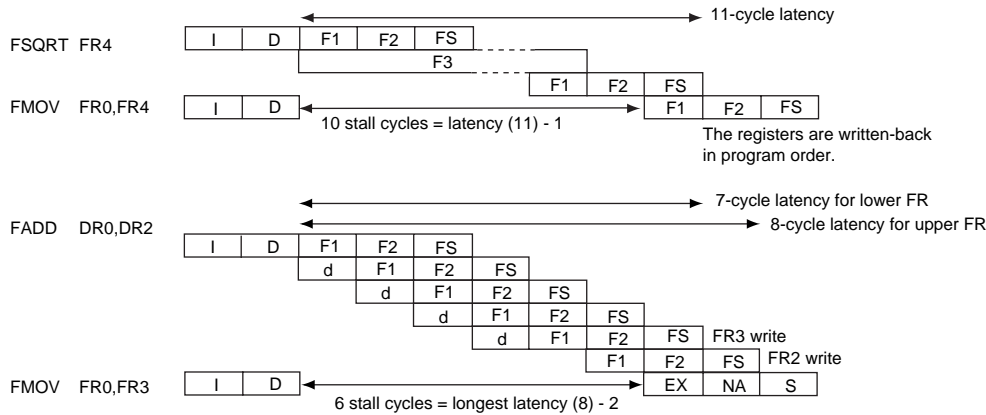 11-cycle latency
FSQRT FR4 I D F1 F2 FS
F3
F1 F2 FS
FMOV FR0,FR4 I D F1 F2 FS
10 stall cycles = latency (11) - 1
The registers are written-back
in program order.
7-cycle latency for lower FR
8-cycle latency for upper FR
FADD DR0,DR2 I D F1 F2 FS
d F1 F2 FS
d F1 F2 FS
d F1 F2 FS
d F1 F2 FS FR3 write
F1 F2 FS FR2 write
FMOV FR0,FR3 I D EX NA S
6 stall cycles = longest latency (8) - 2